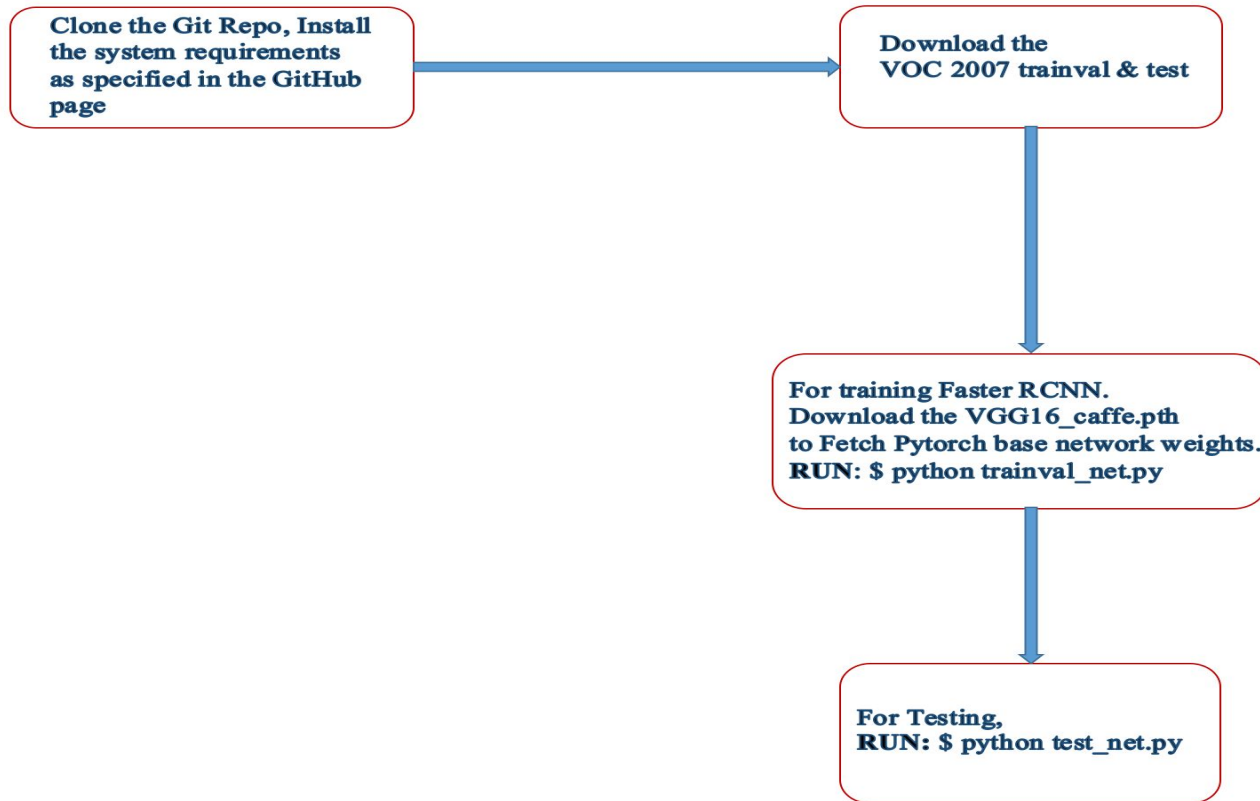 Clone the Git Repo, Install
the system requirements
as specified in the GitHub
page
Download the
VOC 2007 trainval & test
For training Faster RCNN.
Download the VGG16_caffe.pth
to Fetch Pytorch base network weights.
RUN: $ python trainval_net.py
For Testing,
RUN: $ python test_net.py